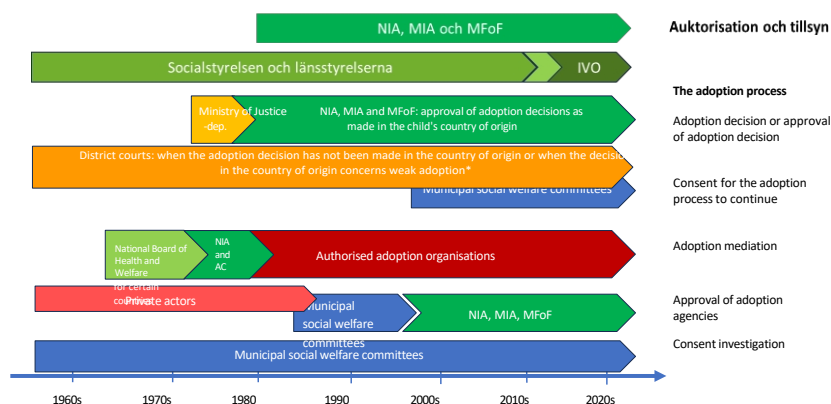 NIA, MIA och MFoF
Auktorisation och tillsyn
Socialstyrelsen och länsstyrelserna
IVO
The adoption process
Ministry of Justice
-dep.
NIA, MIA and MFoF: approval of adoption decisions as
made in the child's country of origin
Adoption decision or approval
of adoption decision
District courts: when the adoption decision has not been made in the country of origin or when the decision
in the country of origin concerns weak adoption*
Municipal social welfare committees
Consent for the adoption
process to continue
National Board of
Health and
Welfare
for certain
countries
NIA
and
AC
Authorised adoption organisations
Adoption mediation
Private actors
Municipal
social welfare
committees
NIA, MIA, MFoF
Approval of adoption
agencies
Municipal social welfare committees
Consent investigation
1960s
1970s
1980
1990
2000s
2010s
2020s